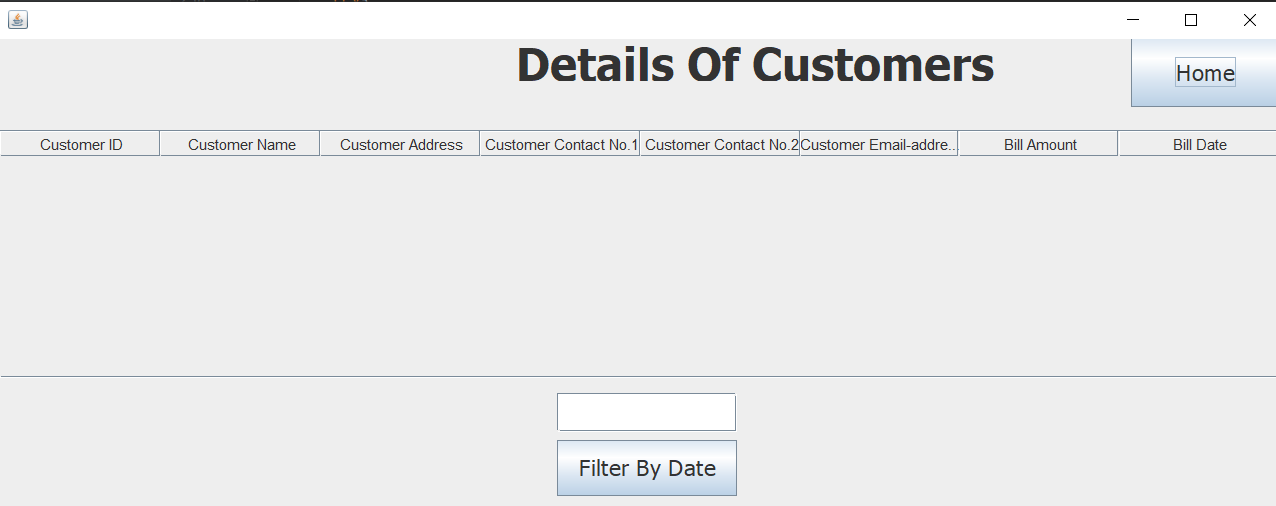 Details Of Customers
Home
Customer ID Customer Name Customer Address Customer Contact No.1 Customer Contact No.2 Customer Email-addre... Bill Amount Bill Date
Filter By Date